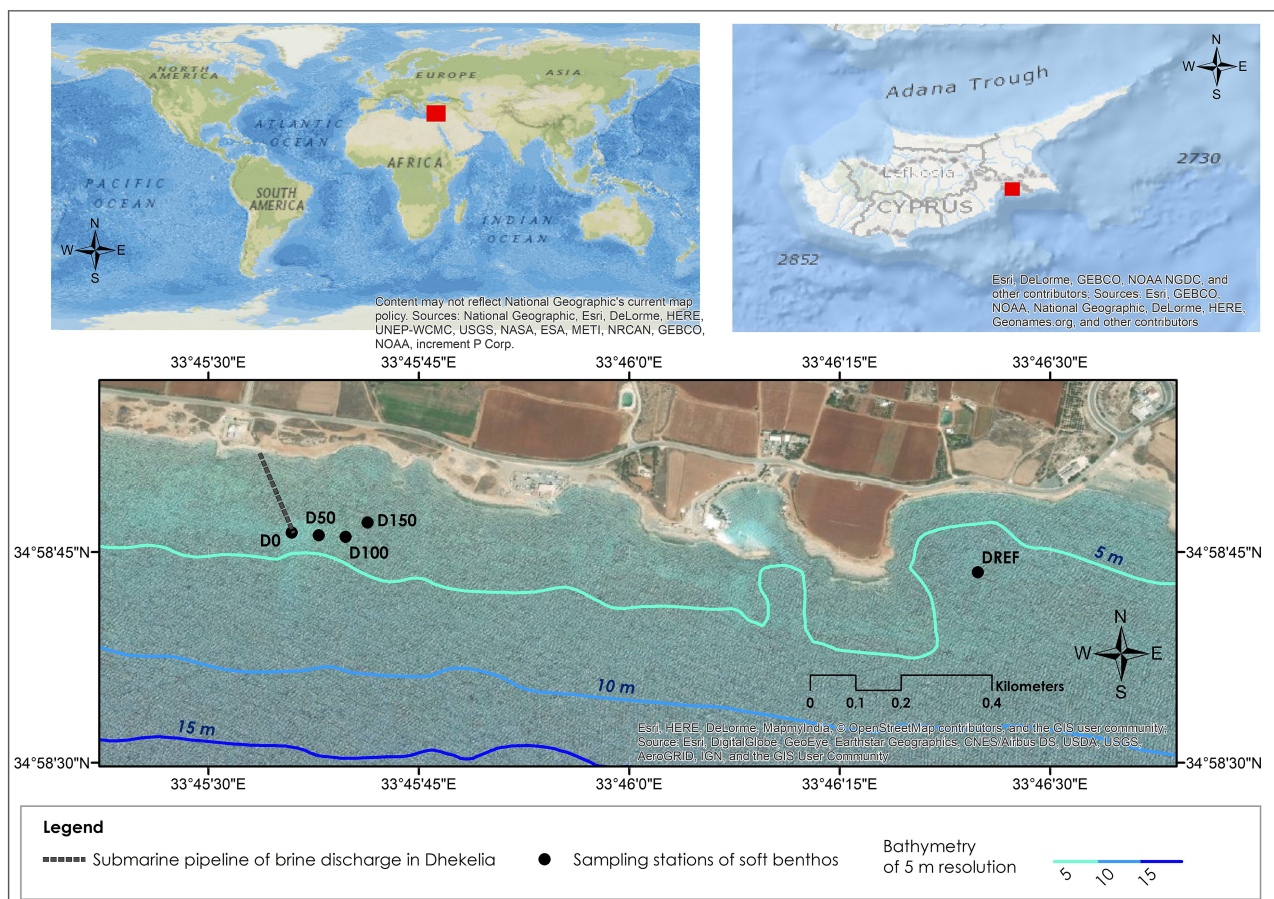 NORTH
AMERICA
EUROPE
ASIA
ATLANTIC
OCEAN
AFRICA
PACIFIC
OCEAN
SOUTH
AMERICA
INDIAN
OCEAN
N
W E
S
Content may not reflect National Geographic's current map
policy. Sources: National Geographic, Esri, DeLorme, HERE,
UNEP-WCMC, USGS, NASA, ESA, METI, NRCAN, GEBCO,
NOAA, increment P Corp.
Adana Trough
N
W E
S
2730
Lefkosia
CYPRUS
2852
Esri, DeLorme, GEBCO, NOAA NGDC, and
other contributors, Sources: Esri, GEBCO,
NOAA, National Geographic, DeLorme, HERE,
Geonames.org, and other contributors
33°45'30"E 33°45'45"E 33°46'0"E 33°46'15"E 33°46'30"E
D0
D50
D100
D150
DREF
34°58'45"N 34°58'45"N
5 m
10 m
15 m
N
W E
S
0 0,1 0,2 0,4
Kilometers
Esri, HERE, DeLorme, MapmyIndia, © OpenStreetMap contributors, and the GIS user community;
Source: Esri, DigitalGlobe, GeoEye, Earthstar Geographics, CNES/Airbus DS, USDA, USGS,
AeroGRID, IGN, and the GIS User Community
34°58'30"N 34°58'30"N
33°45'30"E 33°45'45"E 33°46'0"E 33°46'15"E 33°46'30"E
Legend
Submarine pipeline of brine discharge in Dhekelia
Sampling stations of soft benthos
Bathymetry
of 5 m resolution
5 10 15